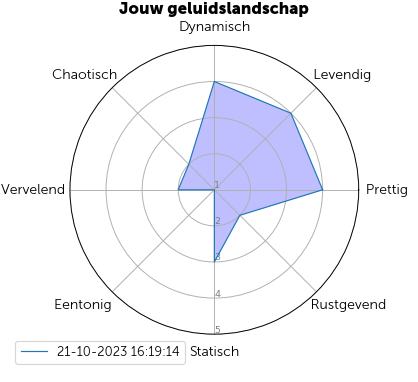 Jouw geluidslandschap
Dynamisch
Chaotisch
Levendig
Vervelend
1
Prettig
2
3
Eentonig
4
Rustgevend
5
21-10-2023 16:19:14
Statisch